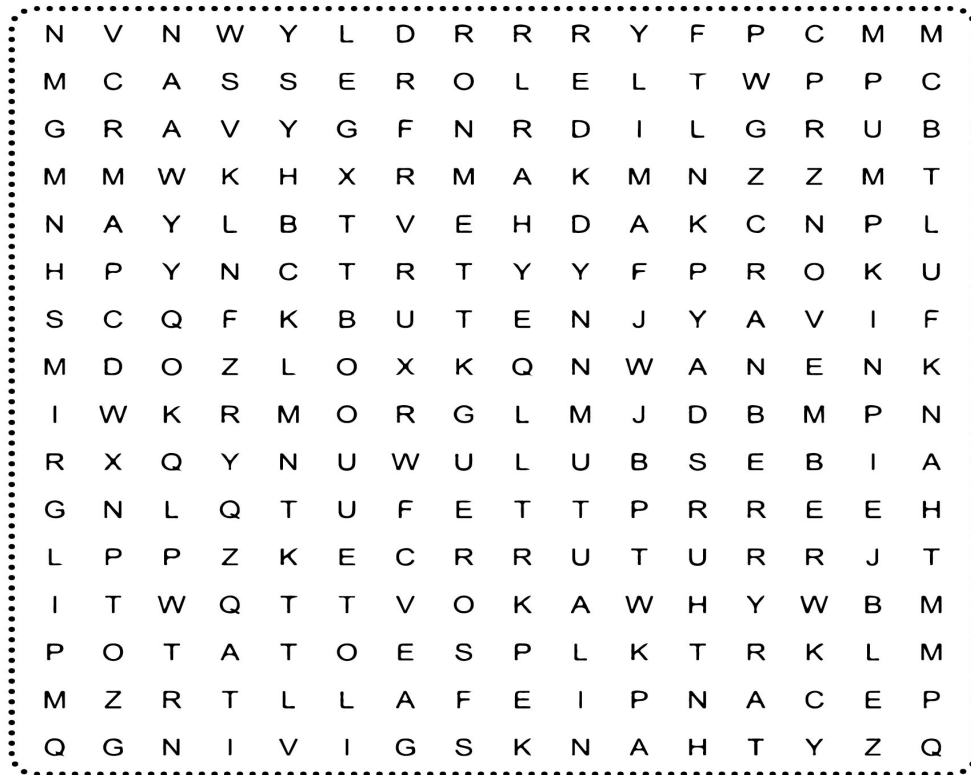 N V N W Y L D R R R Y F P C M M
M C A S S E R O L E L T W P P C
G R A V Y G F N R D I L G R U B
M M W K H X R M A K M N Z Z M T
N A Y L B T V E H D A K C N P L
H P Y N C T R T Y Y F P R O K U
S C Q F K B U T E N J Y A V I F
M D O Z L O X K Q N W A N E N K
I W K R M O R G L M J D B M P N
R X Q Y N U W U L U B S E B I A
G N L Q T U F E T T P R R E E H
L P P Z K E C R R U T U R R J T
I T W Q T T V O K A W H Y W B M
P O T A T O E S P L K T R K L M
M Z R T L L A F E I P N A C E P
Q G N I V I G S K N A H T Y Z Q